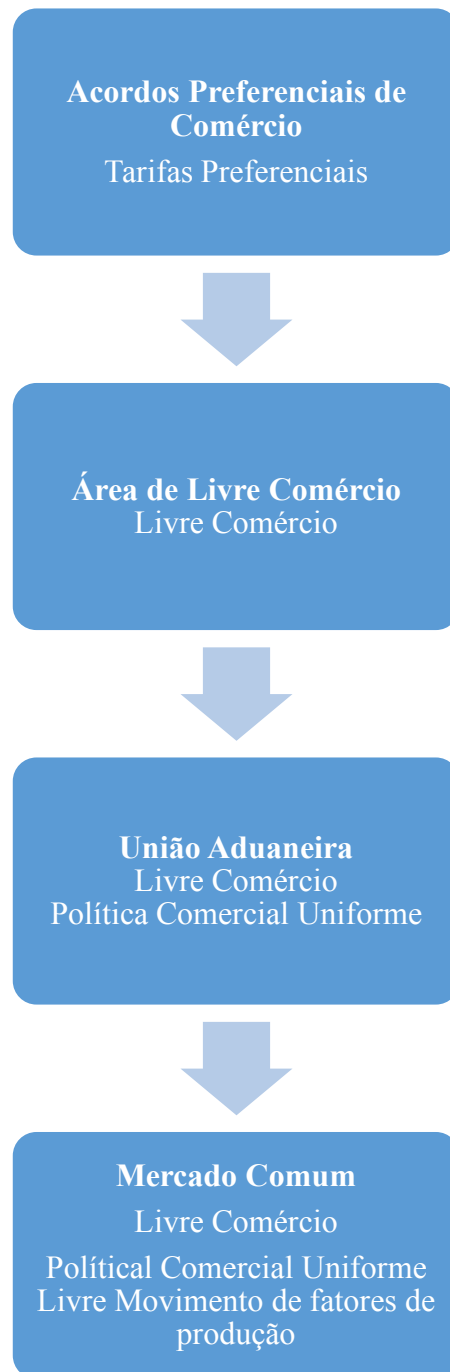 Acordos Preferenciais de
Comércio
Tarifas Preferenciais
Área de Livre Comércio
Livre Comércio
União Aduaneira
Livre Comércio
Política Comercial Uniforme
Mercado Comum
Livre Comércio
Polítical Comercial Uniforme
Livre Movimento de fatores de
produção